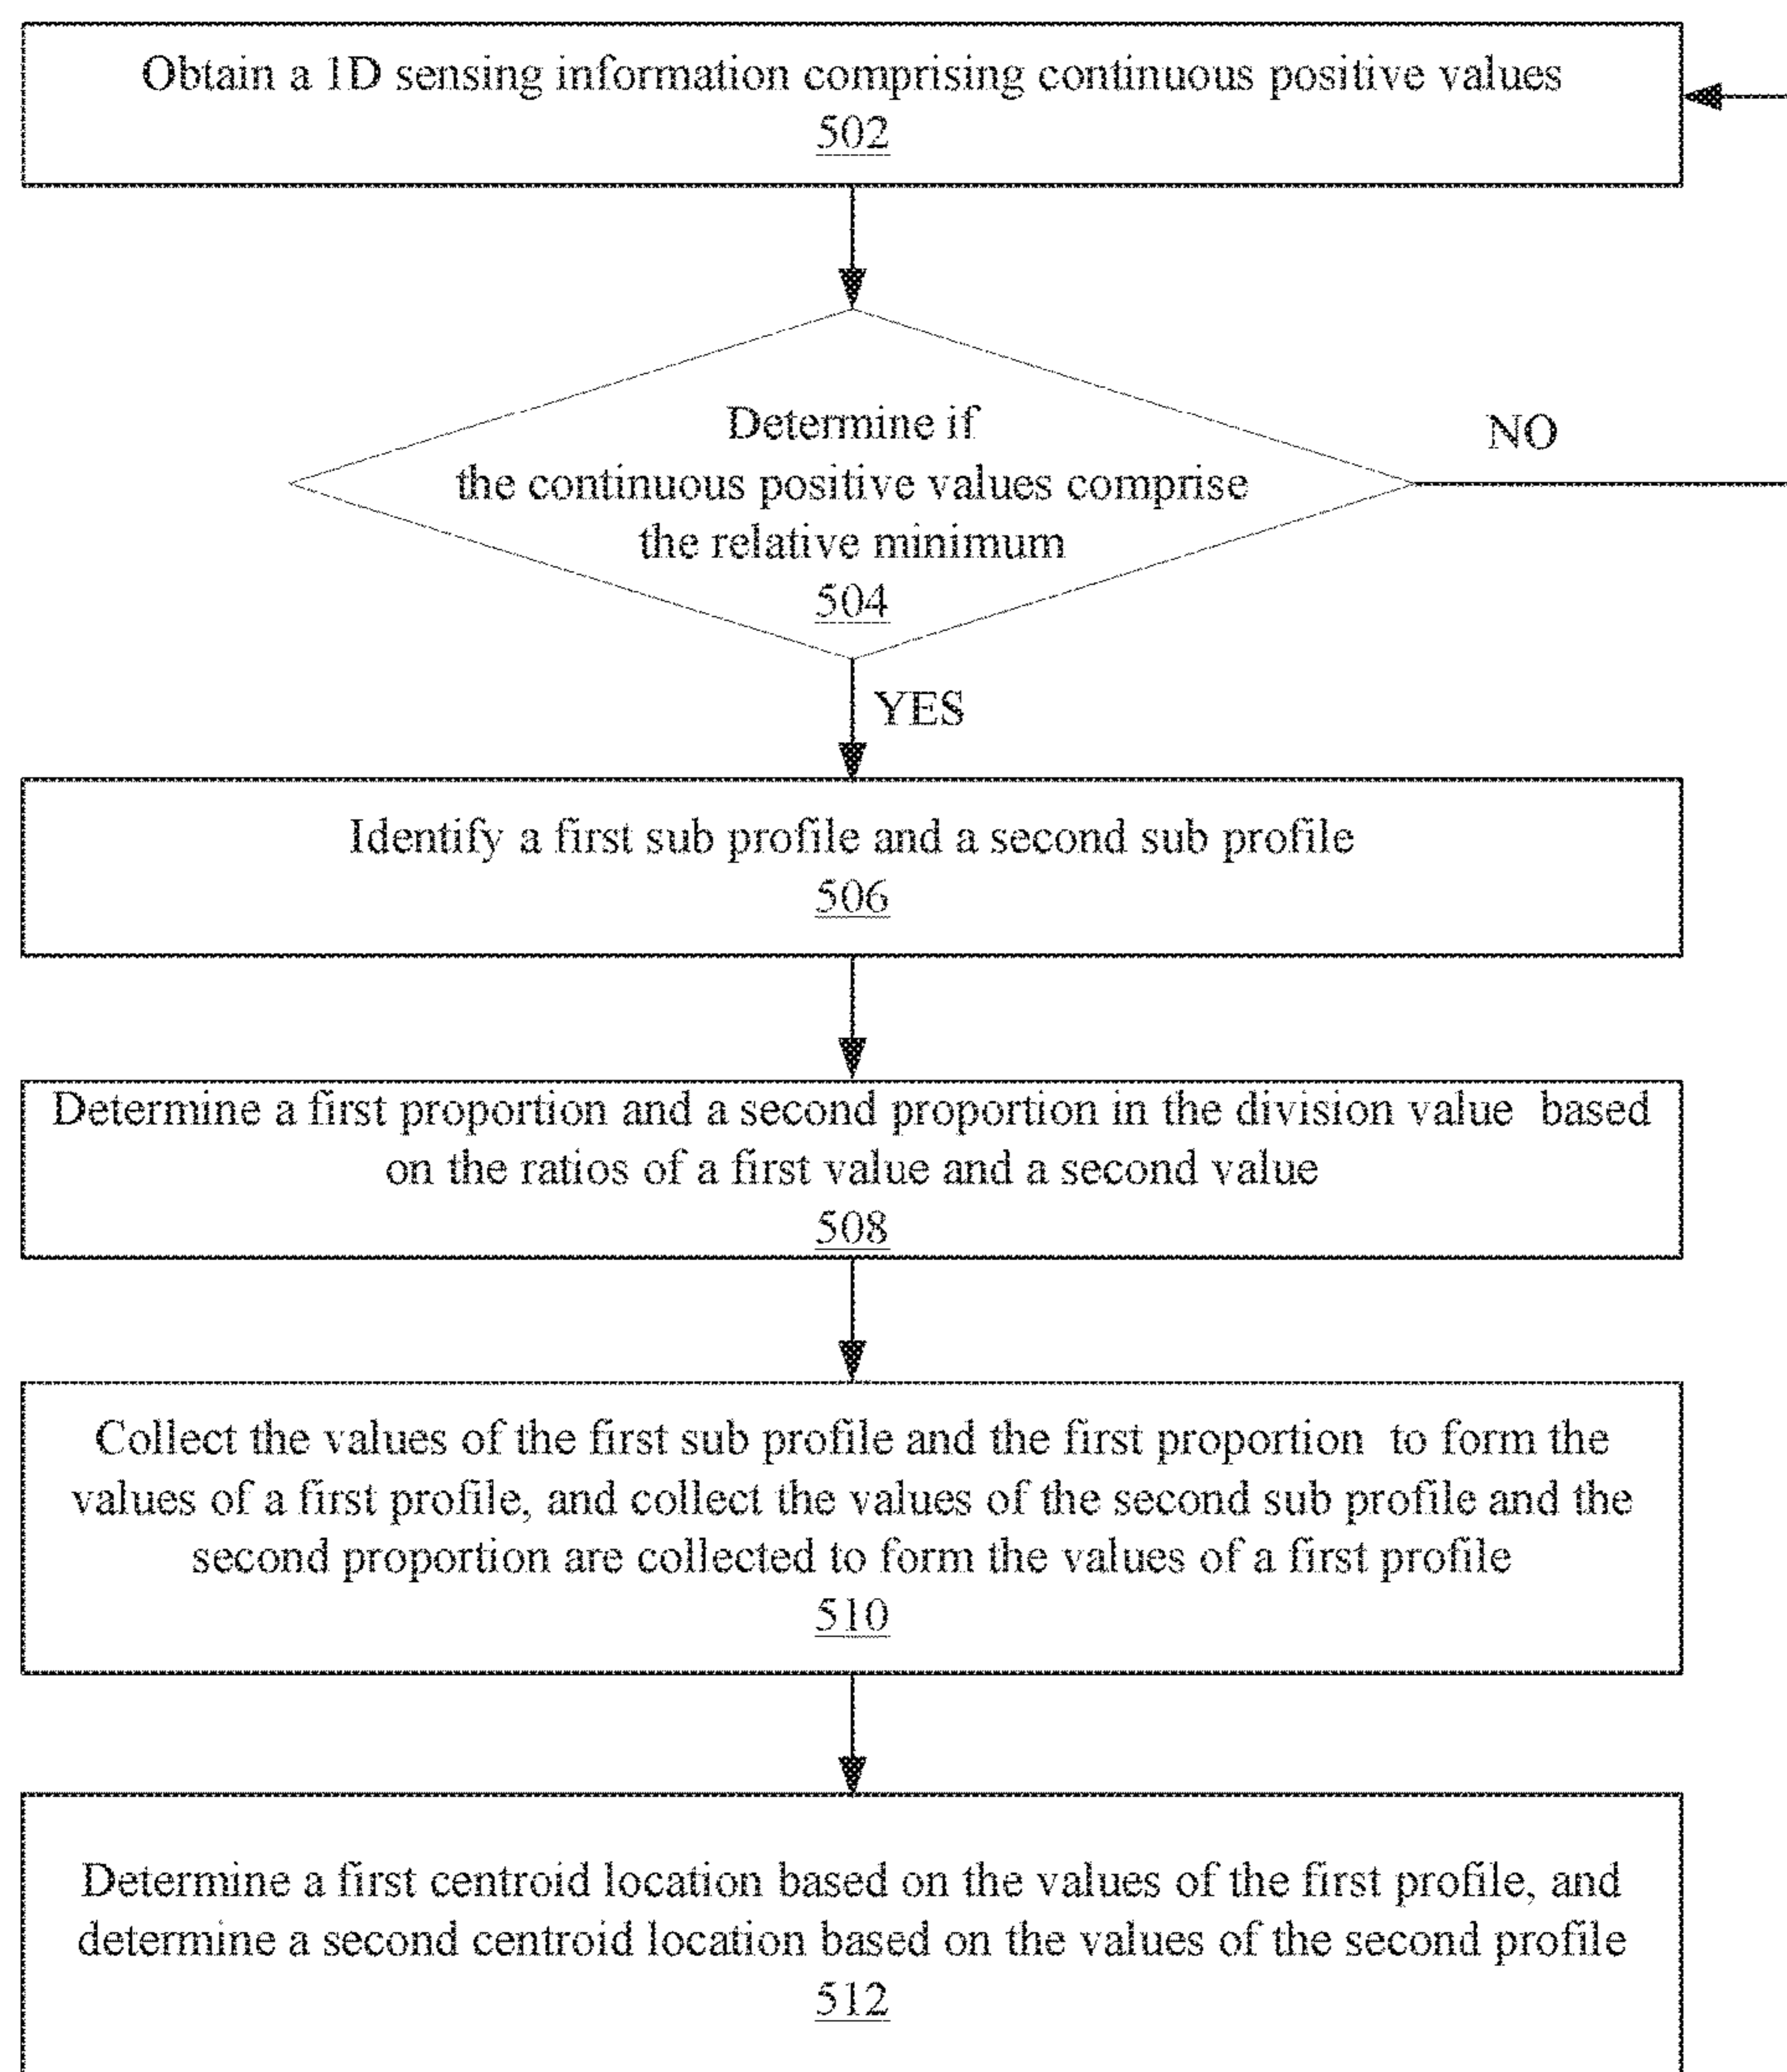 Obtain a 1D sensing information comprising continuous positive values
502
Determine if
the continuous positive values comprise
the relative minimum
504
NO
YES
Identify a first sub profile and a second sub profile
506
Determine a first proportion and a second proportion in the division value based
on the ratios of a first value and a second value
508
Collect the values of the first sub profile and the first proportion to form the
values of a first profile, and collect the values of the second sub profile and the
second proportion are collected to form the values of a first profile
510
Determine a first centroid location based on the values of the first profile, and
determine a second centroid location based on the values of the second profile
512